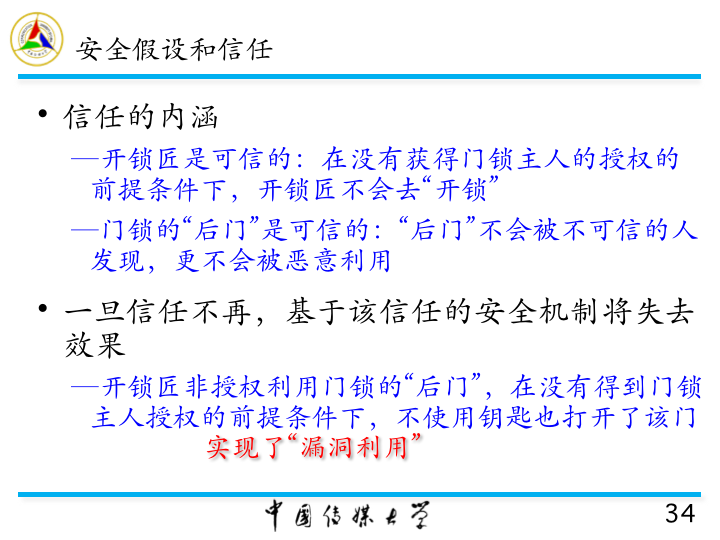 安全假设和信任
• 信任的内涵
—开锁匠是可信的：在没有获得门锁主人的授权的
前提条件下，开锁匠不会去“开锁”
—门锁的“后门”是可信的：“后门”不会被不可信的人
发现，更不会被恶意利用
• 一旦信任不再，基于该信任的安全机制将失去
效果
—开锁匠非授权利用门锁的“后门”，在没有得到门锁
主人授权的前提条件下，不使用钥匙也打开了该门
实现了“漏洞利用”
中国传媒大学
34